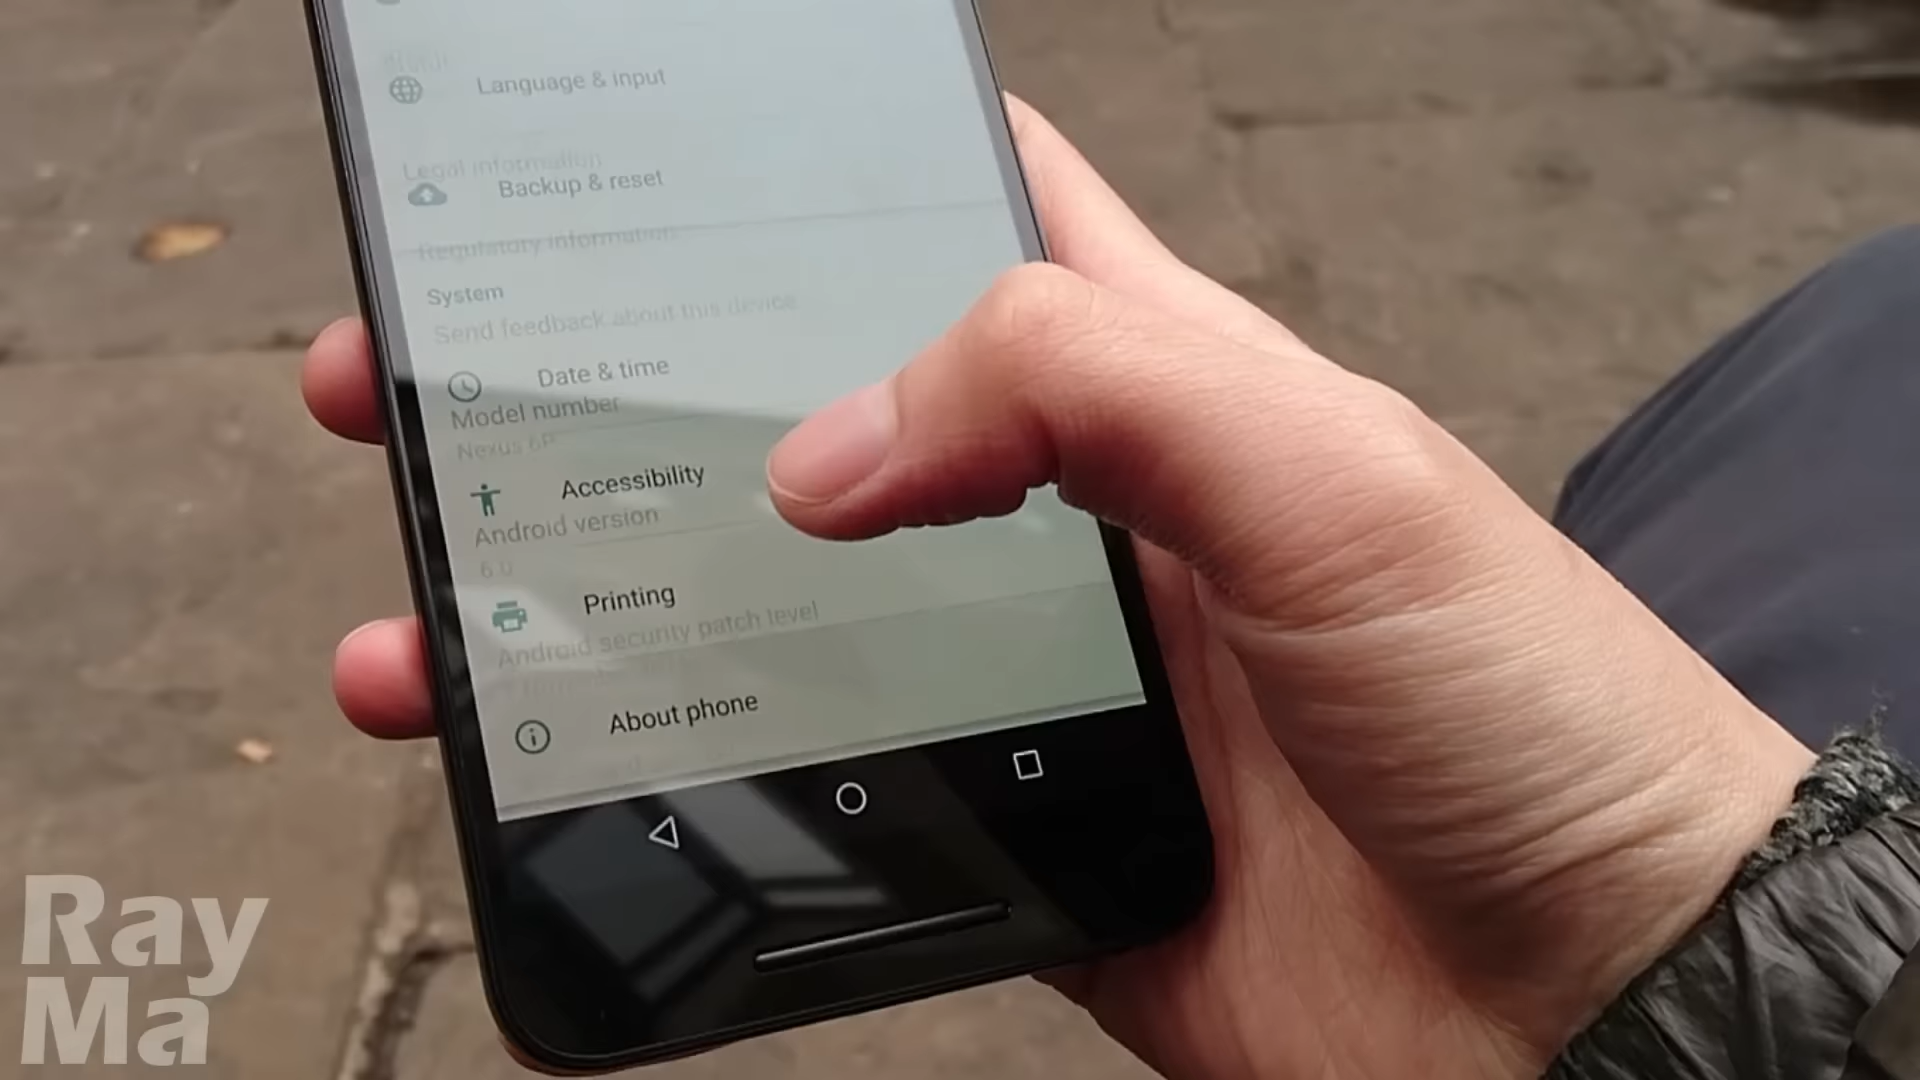 Language & input
Legal information
Backup & reset
Regulatory information
System
Send feedback about this device
Date & time
Model number
Nexus 6P
Accessibility
Android version
6.0
Printing
Android security patch level
About phone
Ray
Ma